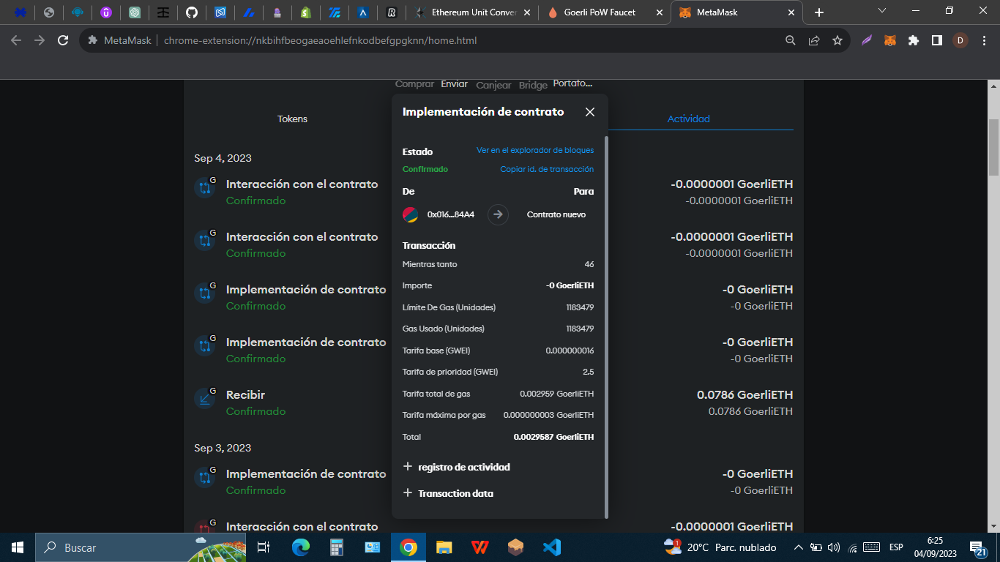 Ethereum Unit Conver
Goerli PoW Faucet
MetaMask
MetaMask
chrome-extension://nkbihfbeogaeaoehlefnkodbefgpgknn/home.html
D
Comprar Enviar Canjear Bridge Portafo...
Tokens
Actividad
Implementación de contrato
Estado
Ver en el explorador de bloques
Confirmado
Copiar id. de transacción
De
Para
0x016...84A4
Contrato nuevo
Transacción
Mientras tanto 46
Importe -0 GoerliETH
Límite De Gas (Unidades) 1183479
Gas Usado (Unidades) 1183479
Tarifa base (GWEI) 0.000000016
Tarifa de prioridad (GWEI) 2.5
Tarifa total de gas 0.002959 GoerliETH
Tarifa máxima por gas 0.000000003 GoerliETH
Total 0.0029587 GoerliETH
+ registro de actividad
+ Transaction data
Sep 4, 2023
G
Interacción con el contrato -0.0000001 GoerliETH
Confirmado -0.0000001 GoerliETH
G
Interacción con el contrato -0.0000001 GoerliETH
Confirmado -0.0000001 GoerliETH
G
Implementación de contrato -0 GoerliETH
Confirmado -0 GoerliETH
G
Implementación de contrato -0 GoerliETH
Confirmado -0 GoerliETH
G
Recibir 0.0786 GoerliETH
Confirmado 0.0786 GoerliETH
Sep 3, 2023
G
Implementación de contrato -0 GoerliETH
Confirmado -0 GoerliETH
G
Interacción con el contrato -0.0000001 GoerliETH
Buscar
1
20°C Parc. nublado
ESP
6:25
04/09/2023
21